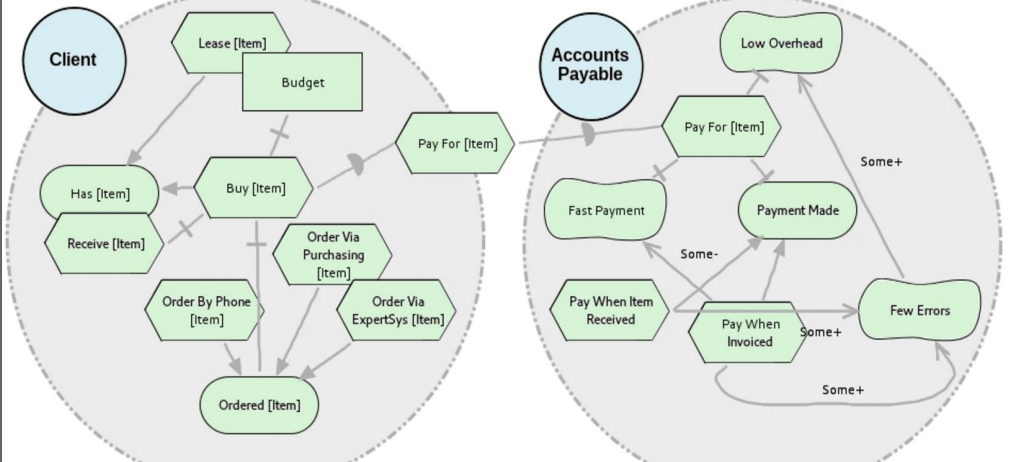 Client
Lease [Item]
Budget
Has [Item]
Buy [Item]
Receive [Item]
Order Via
Purchasing
[Item]
Order By Phone
[Item]
Order Via
ExpertSys [Item]
Ordered [Item]
Pay For [Item]
Accounts
Payable
Low Overhead
Pay For [Item]
Some+
Fast Payment
Payment Made
Some-
Pay When Item
Received
Pay When
Invoiced
Some+
Few Errors
Some+